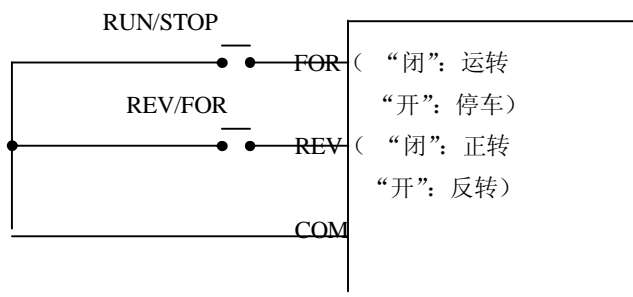 RUN/STOP
FOR（ “闭”：运转
“开”：停车）
REV/FOR
REV（ “闭”：正转
“开”：反转）
COM